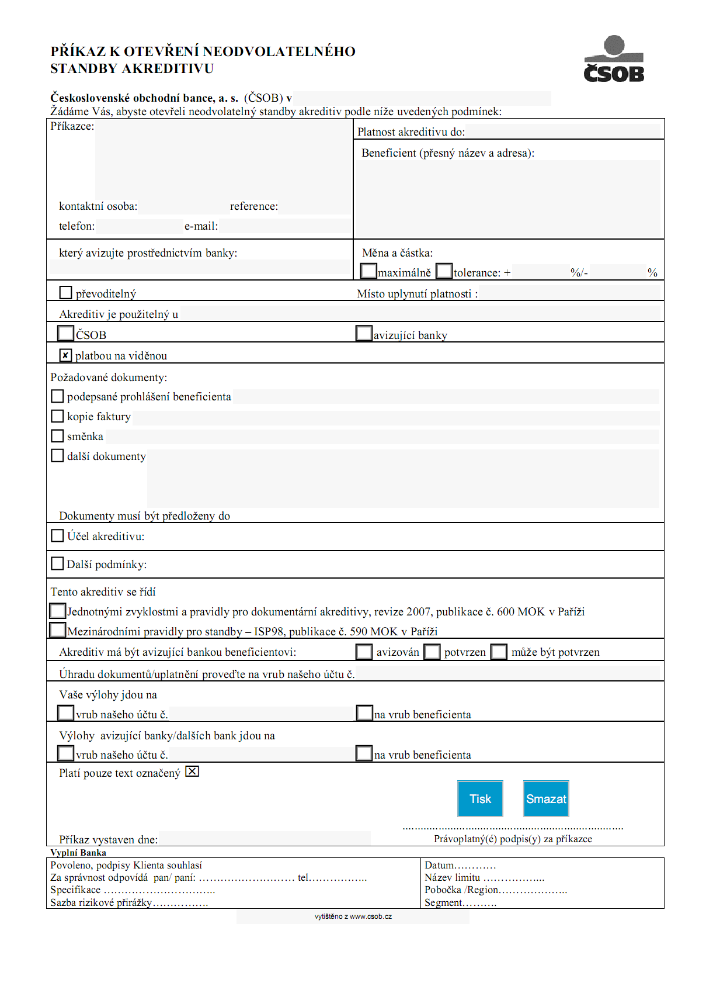 PŘÍKAZ K OTEVŘENÍ NEODVOLATELNÉHO
STANDBY AKREDITIVU
ČSOB
Československé obchodní bance, a. s. (ČSOB) v
Žádáme Vás, abyste otevřeli neodvolatelný standby akreditiv podle níže uvedených podmínek:
Příkazce:
Platnost akreditivu do:
Beneficient (přesný název a adresa):
kontaktní osoba: reference:
telefon: e-mail:
který avizujte prostřednictvím banky:
Měna a částka:
maximálně tolerance: + %/- %
převoditelný Místo uplynutí platnosti :
Akreditiv je použitelný u
ČSOB avizující banky
platbou na viděnou
Požadované dokumenty:
podepsané prohlášení beneficienta
kopie faktury
směnka
další dokumenty
Dokumenty musí být předloženy do
Účel akreditivu:
Další podmínky:
Tento akreditiv se řídí
Jednotnými zvyklostmi a pravidly pro dokumentární akreditivy, revize 2007, publikace č. 600 MOK v Paříži
Mezinárodními pravidly pro standby – ISP98, publikace č. 590 MOK v Paříži
Akreditiv má být avizující bankou beneficientovi: avizován potvrzen může být potvrzen
Úhradu dokumentů/uplatnění proveďte na vrub našeho účtu č.
Vaše výlohy jdou na
vrub našeho účtu č. na vrub beneficienta
Výlohy avizující banky/dalších bank jdou na
vrub našeho účtu č. na vrub beneficienta
Platí pouze text označený ☒
Tisk Smazat
..........................................................................
Příkaz vystaven dne: Právoplatný(é) podpis(y) za příkazce
Vyplní Banka
Povoleno, podpisy Klienta souhlasí
Za správnost odpovídá pan/ paní: ……………………… tel……………..
Specifikace …………………………..
Sazba rizikové přirážky…………….
Datum…………
Název limitu ……………...
Pobočka /Region………………..
Segment……….
vytištěno z www.csob.cz